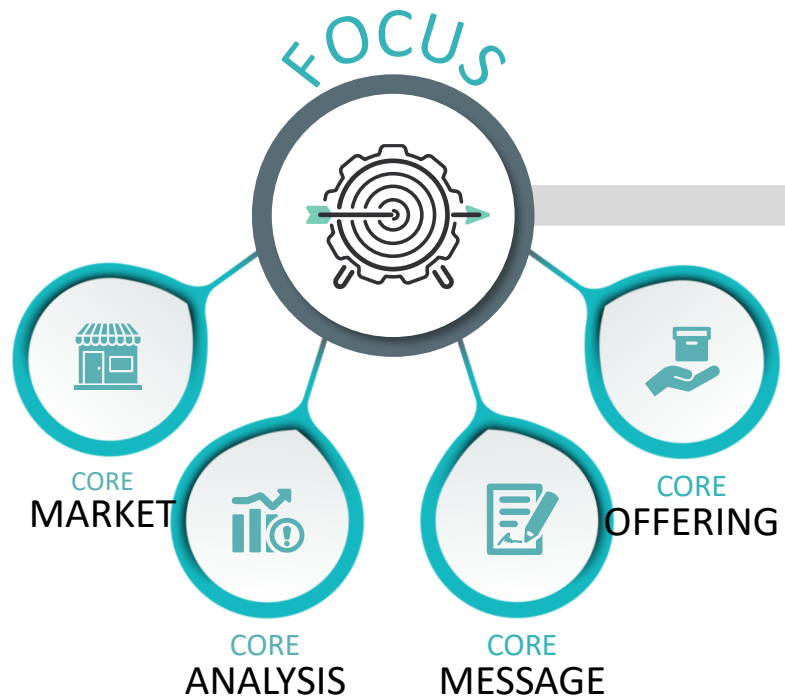 FOCUS
CORE
MARKET
CORE
ANALYSIS
CORE
MESSAGE
CORE
OFFERING